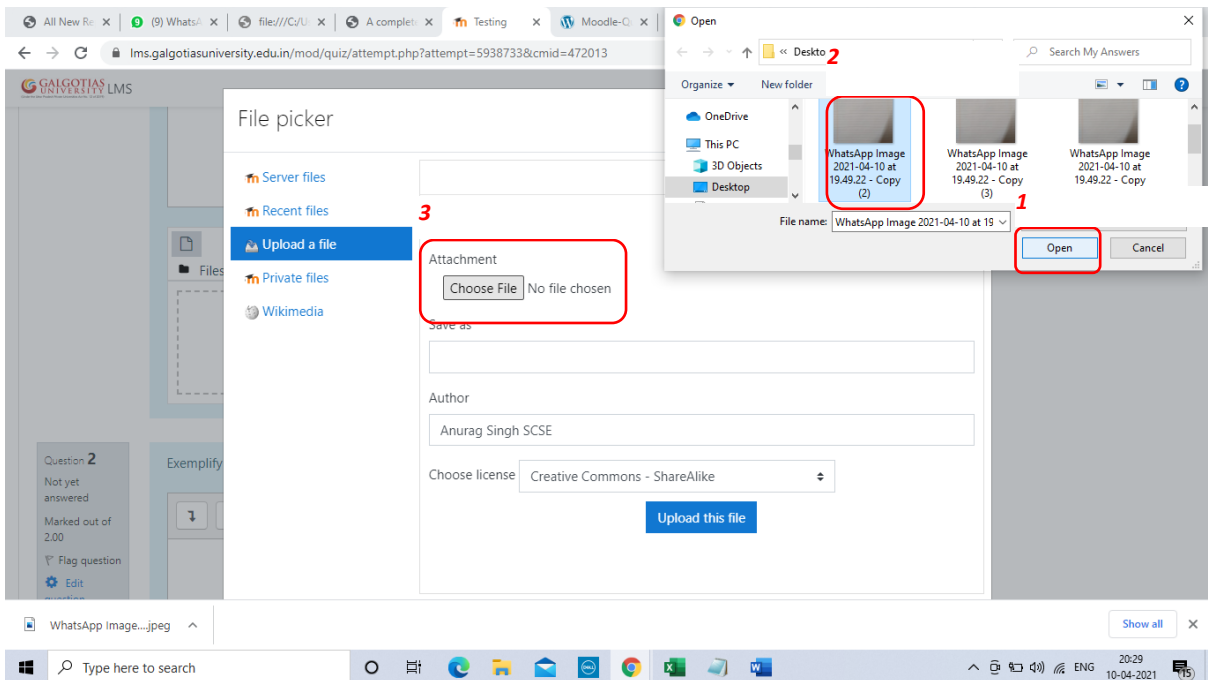 All New Re
(9) WhatsA
file:///C:/U
A complet
Testing
Moodle-Q
lms.galgotiasuniversity.edu.in/mod/quiz/attempt.php?attempt=5938733&cmid=472013
GALGOTIAS
UNIVERSITY
LMS
Files
Question 2
Not yet
answered
Marked out of
2.00
Flag question
Edit
question
Exemplify
File picker
Server files
Recent files
Upload a file
Private files
Wikimedia
3
Attachment
Choose File No file chosen
Save as
Author
Anurag Singh SCSE
Choose license Creative Commons - ShareAlike
Upload this file
Open
« Deskto
2
Search My Answers
Organize
New folder
OneDrive
This PC
3D Objects
Desktop
WhatsApp Image
2021-04-10 at
19.49.22 - Copy
(2)
WhatsApp Image
2021-04-10 at
19.49.22 - Copy
(3)
WhatsApp Image
2021-04-10 at
19.49.22 - Copy
1
File name: WhatsApp Image 2021-04-10 at 19
Open
Cancel
WhatsApp Image....jpeg
Show all
Type here to search
DELL
ENG
20:29
10-04-2021
15